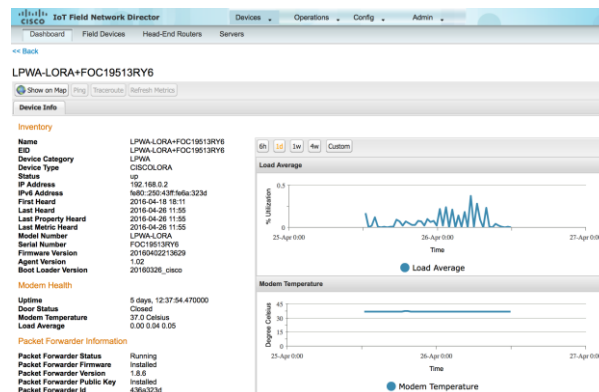 CISCO IoT Field Network Director
Devices Operations Config Admin
Dashboard Field Devices Head-End Routers Servers
<< Back
LPWA-LORA+FOC19513RY6
Show on Map Ping Traceroute Refresh Metrics
Device Info
Inventory
Name LPWA-LORA+FOC19513RY6
EID LPWA-LORA+FOC19513RY6
Device Category LPWA
Device Type CISCOLORA
Status up
IP Address 192.168.0.2
IPv6 Address fe80::250:43ff:fe6a:323d
First Heard 2016-04-18 18:11
Last Heard 2016-04-26 11:55
Last Property Heard 2016-04-26 11:55
Last Metric Heard 2016-04-26 11:55
Model Number LPWA-LORA
Serial Number FOC19513RY6
Firmware Version 20160402213629
Agent Version 1.02
Boot Loader Version 20160328_cisco
Modem Health
Uptime 5 days, 12:37:54.470000
Door Status Closed
Modem Temperature 37.0 Celsius
Load Average 0.00 0.04 0.05
Packet Forwarder Information
Packet Forwarder Status Running
Packet Forwarder Firmware Installed
Packet Forwarder Version 1.8.6
Packet Forwarder Public Key Installed
Packet Forwarder Id 436a323d
6h 1d 1w 4w Custom
Load Average
% Utilization
0.5
0
25-Apr 0:00 26-Apr 0:00 27-Apr 0:00
Time
Load Average
Modem Temperature
Degree Celsius
45
30
15
0
25-Apr 0:00 26-Apr 0:00 27-Apr 0:00
Time
Modem Temperature